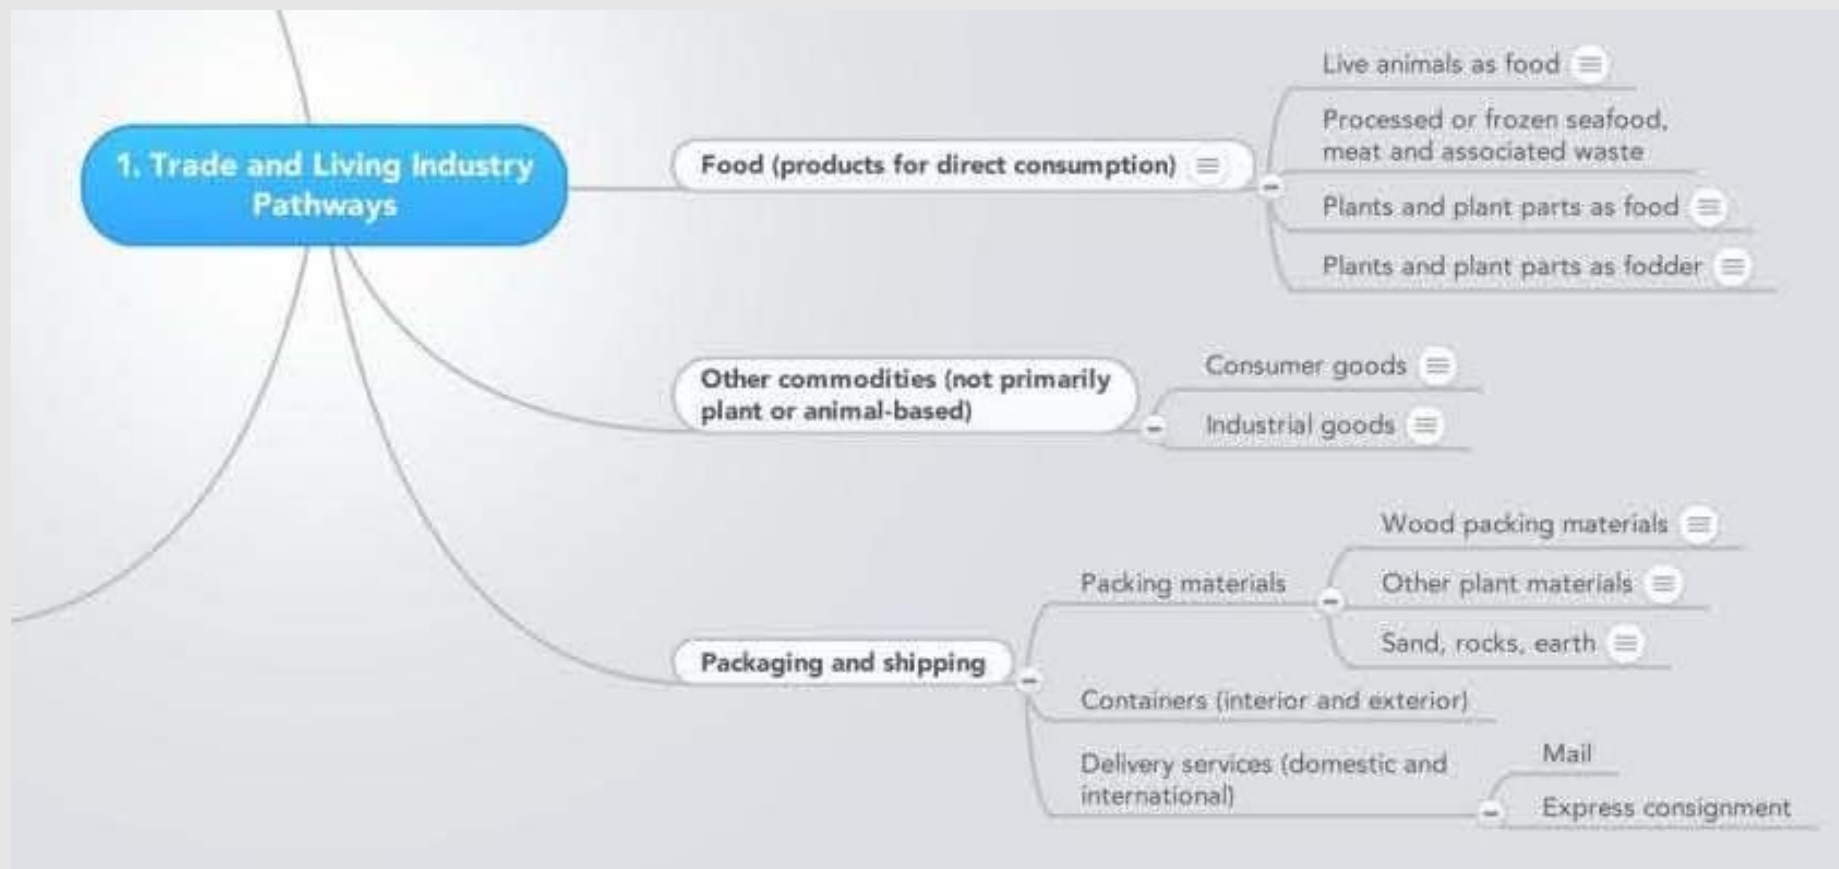 1. Trade and Living Industry
Pathways
Food (products for direct consumption)
Live animals as food
Processed or frozen seafood,
meat and associated waste
Plants and plant parts as food
Plants and plant parts as fodder
Other commodities (not primarily
plant or animal-based)
Consumer goods
Industrial goods
Packaging and shipping
Packing materials
Wood packing materials
Other plant materials
Sand, rocks, earth
Containers (interior and exterior)
Delivery services (domestic and
international)
Mail
Express consignment